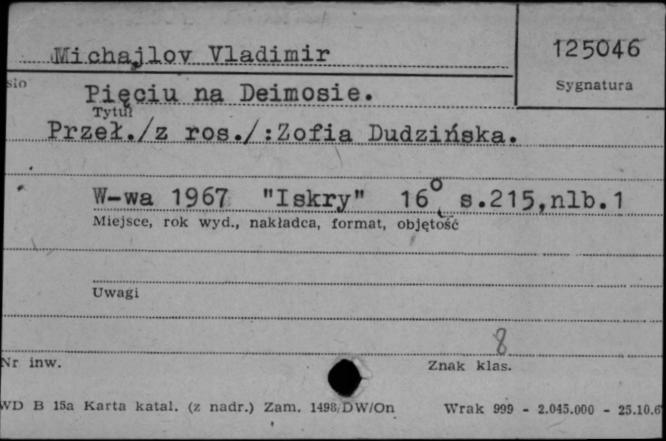 Michajlov Vladimir
125046
Sygnatura
Pięciu na Deimosie.
Tytuł
Przeł./z ros./:Zofia Dudzińska.
W-wa 1967 "Iskry" 16° s.215,nlb.1
Miejsce, rok wyd., nakładca, format, objętość
Uwagi
8
Nr inw.
Znak klas.
WD B 15a Karta katal. (z nadr.) Zam. 1498/DW/On Wrak 999 - 2.045.000 - 25.10.6